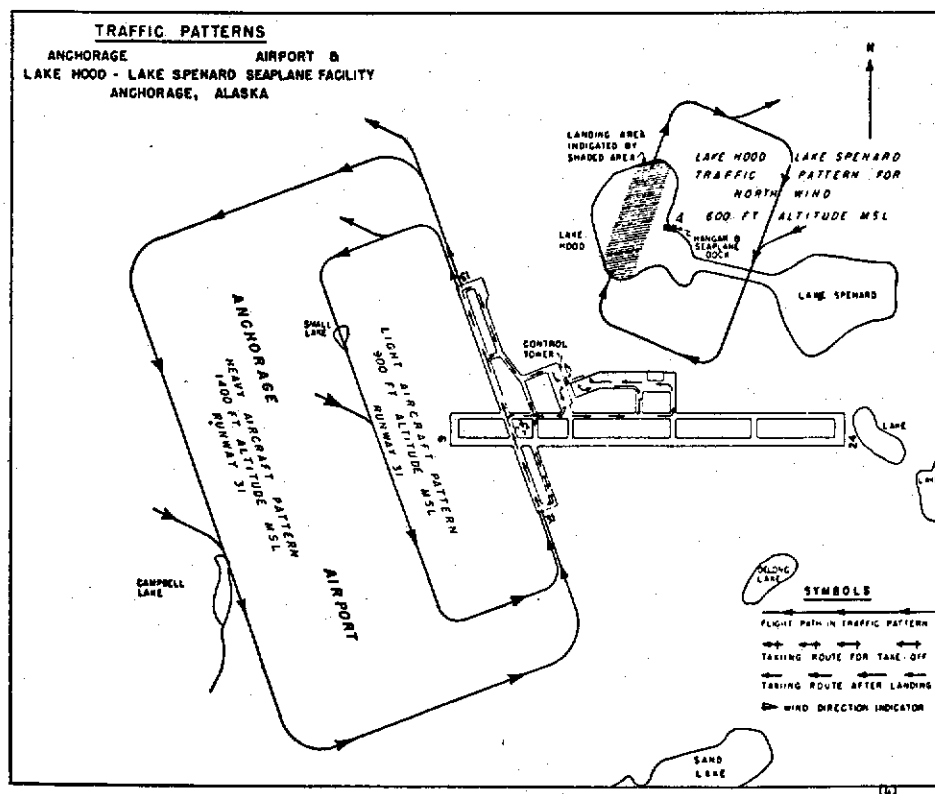 TRAFFIC PATTERNS
ANCHORAGE AIRPORT &
LAKE HOOD - LAKE SPENARD SEAPLANE FACILITY
ANCHORAGE, ALASKA
N
LANDING AREA
INDICATED BY
SHADED AREA
LAKE HOOD LAKE SPENARD
TRAFFIC PATTERN FOR
NORTH WIND
600 FT ALTITUDE MSL
HANGAR &
SEAPLANE
DOCK
LAKE
HOOD
LAKE SPENARD
SMALL
LAKE
CONTROL
TOWER
ANCHORAGE
HEAVY AIRCRAFT PATTERN
1400 FT. ALTITUDE MSL
RUNWAY 31
LIGHT AIRCRAFT PATTERN
900 FT ALTITUDE MSL
RUNWAY 31
AIRPORT
24
LAKE
CAMPBELL
LAKE
DELONG
LAKE
SYMBOLS
FLIGHT PATH IN TRAFFIC PATTERN
TAXIING ROUTE FOR TAKE-OFF
TAXIING ROUTE AFTER LANDING
WIND DIRECTION INDICATOR
SAND
LAKE